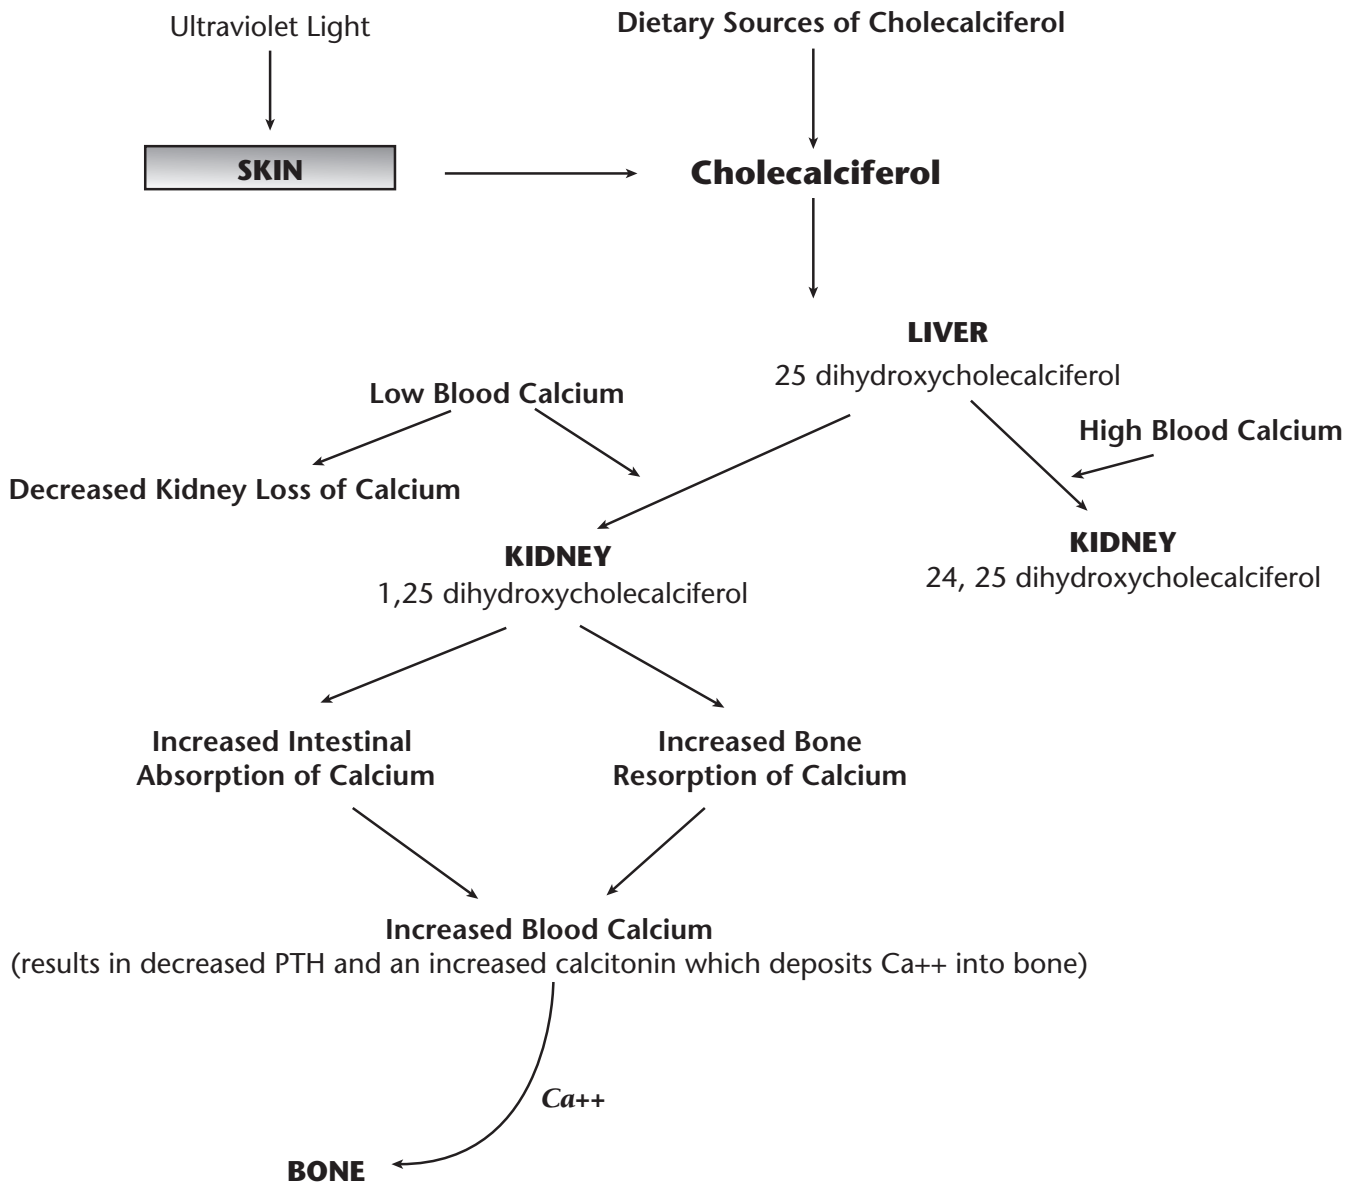 Ultraviolet Light
Dietary Sources of Cholecalciferol
SKIN
Cholecalciferol
LIVER
25 dihydroxycholecalciferol
Low Blood Calcium
High Blood Calcium
Decreased Kidney Loss of Calcium
KIDNEY
1,25 dihydroxycholecalciferol
KIDNEY
24, 25 dihydroxycholecalciferol
Increased Intestinal
Absorption of Calcium
Increased Bone
Resorption of Calcium
Increased Blood Calcium
(results in decreased PTH and an increased calcitonin which deposits Ca++ into bone)
Ca++
BONE